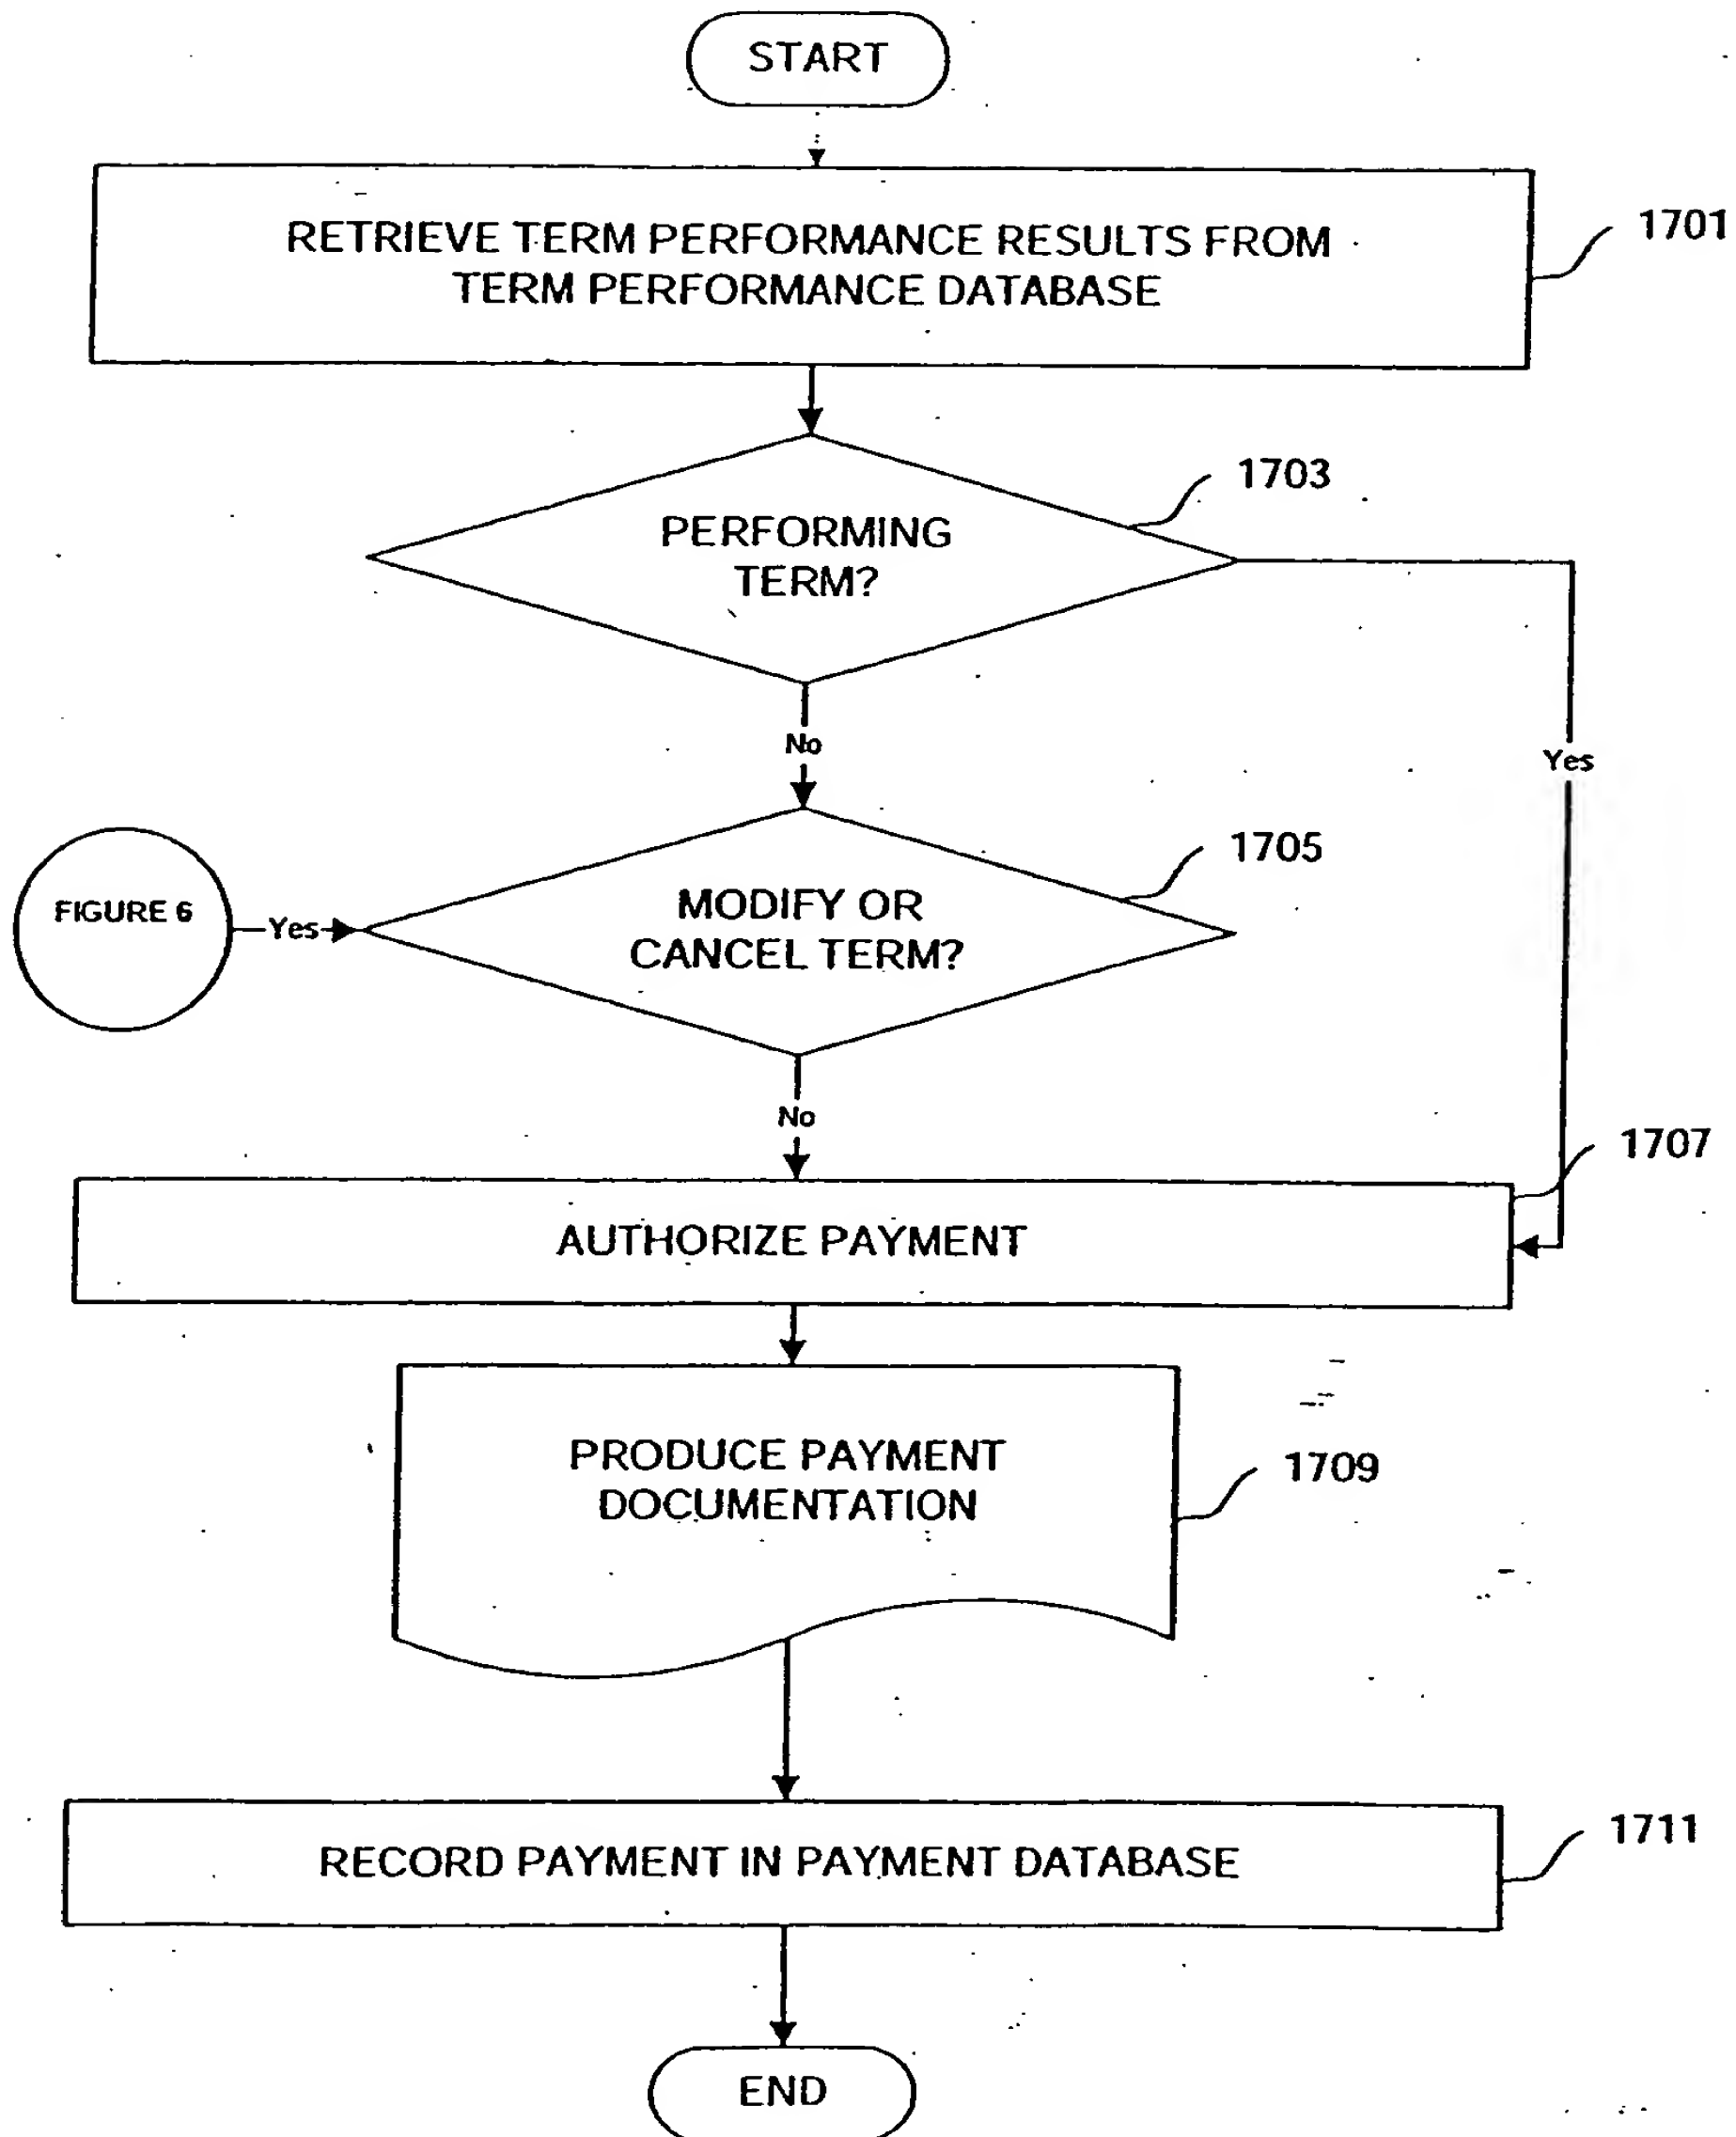 START
RETRIEVE TERM PERFORMANCE RESULTS FROM
TERM PERFORMANCE DATABASE
1701
PERFORMING
TERM?
1703
No
Yes
FIGURE 6
Yes
MODIFY OR
CANCEL TERM?
1705
No
1707
AUTHORIZE PAYMENT
PRODUCE PAYMENT
DOCUMENTATION
1709
RECORD PAYMENT IN PAYMENT DATABASE
1711
END